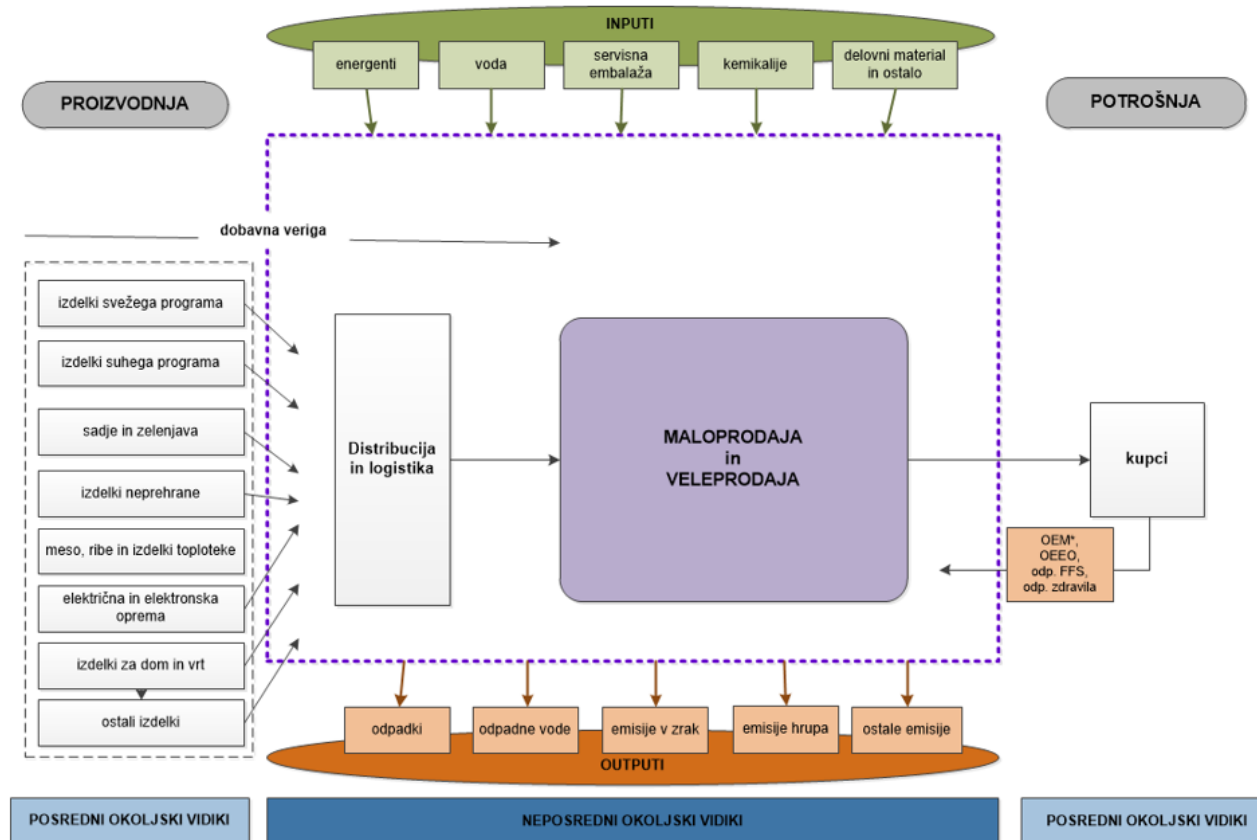 INPUTI
energenti
voda
servisna
embalaža
kemikalije
delovni material
in ostalo
PROIZVODNJA
POTROŠNJA
dobavna veriga
izdelki svežega programa
izdelki suhega programa
sadje in zelenjava
izdelki neprehrane
meso, ribe in izdelki toploteke
električna in elektronska
oprema
izdelki za dom in vrt
ostali izdelki
Distribucija
in logistika
MALOPRODAJA
in
VELEPRODAJA
kupci
OEM*,
OEEO,
odp. FFS,
odp. zdravila
odpadki
odpadne vode
emisije v zrak
emisije hrupa
ostale emisije
OUTPUTI
POSREDNI OKOLJSKI VIDIKI
NEPOSREDNI OKOLJSKI VIDIKI
POSREDNI OKOLJSKI VIDIKI